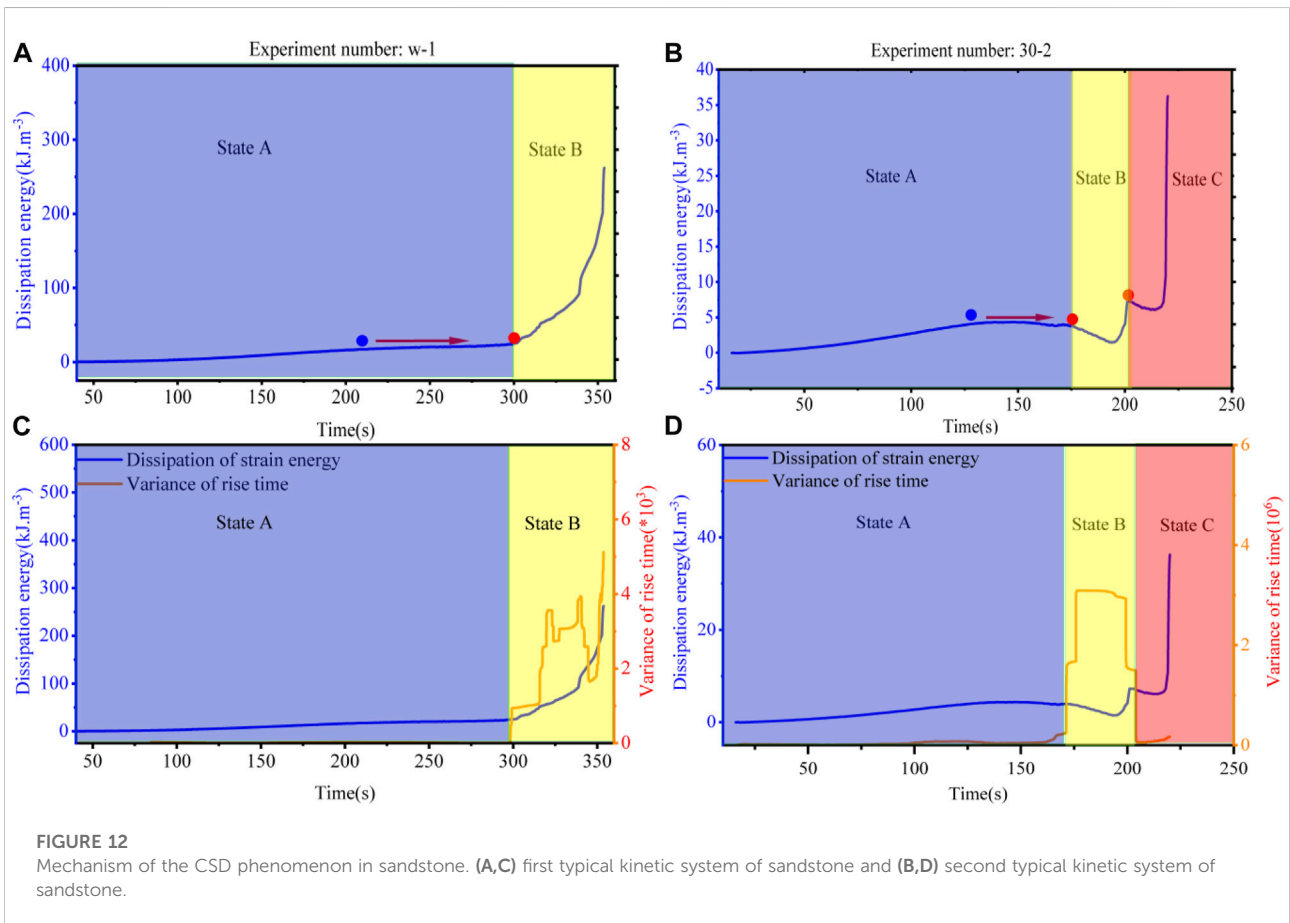 A
Experiment number: w-1
Dissipation energy(kJ.m-3)
400
300
200
100
0
State A
State B
50 100 150 200 250 300 350
Time(s)
B
Experiment number: 30-2
Dissipation energy(kJ.m-3)
40
35
30
25
20
15
10
5
0
-5
State A
State B
State C
50 100 150 200 250
Time(s)
C
Dissipation energy(kJ.m-3)
600
500
400
300
200
100
0
Dissipation of strain energy
Variance of rise time
State A
State B
8
6
4
2
0
Variance of rise time(*10³)
50 100 150 200 250 300 350
Time(s)
D
Dissipation energy(kJ.m-3)
60
40
20
0
Dissipation of strain energy
Variance of rise time
State A
State B
State C
6
4
2
0
Variance of rise time(10⁶)
50 100 150 200 250
Time(s)
FIGURE 12
Mechanism of the CSD phenomenon in sandstone. (A,C) first typical kinetic system of sandstone and (B,D) second typical kinetic system of
sandstone.